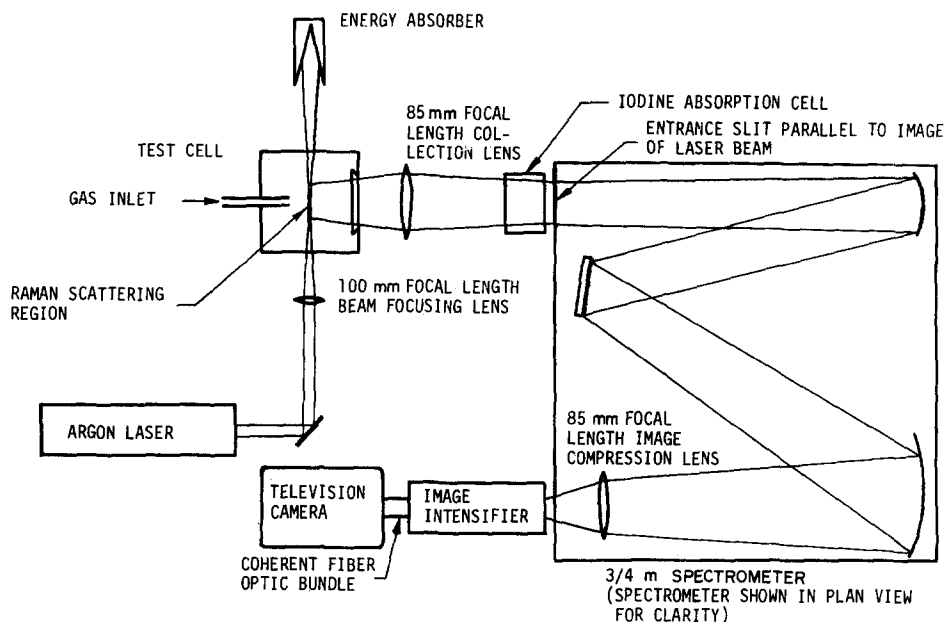 ENERGY ABSORBER
85 mm FOCAL
LENGTH COL-
LECTION LENS
IODINE ABSORPTION CELL
ENTRANCE SLIT PARALLEL TO IMAGE
OF LASER BEAM
TEST CELL
GAS INLET
RAMAN SCATTERING
REGION
100 mm FOCAL LENGTH
BEAM FOCUSING LENS
ARGON LASER
85 mm FOCAL
LENGTH IMAGE
COMPRESSION LENS
TELEVISION
CAMERA
IMAGE
INTENSIFIER
COHERENT FIBER
OPTIC BUNDLE
3/4 m SPECTROMETER
(SPECTROMETER SHOWN IN PLAN VIEW
FOR CLARITY)